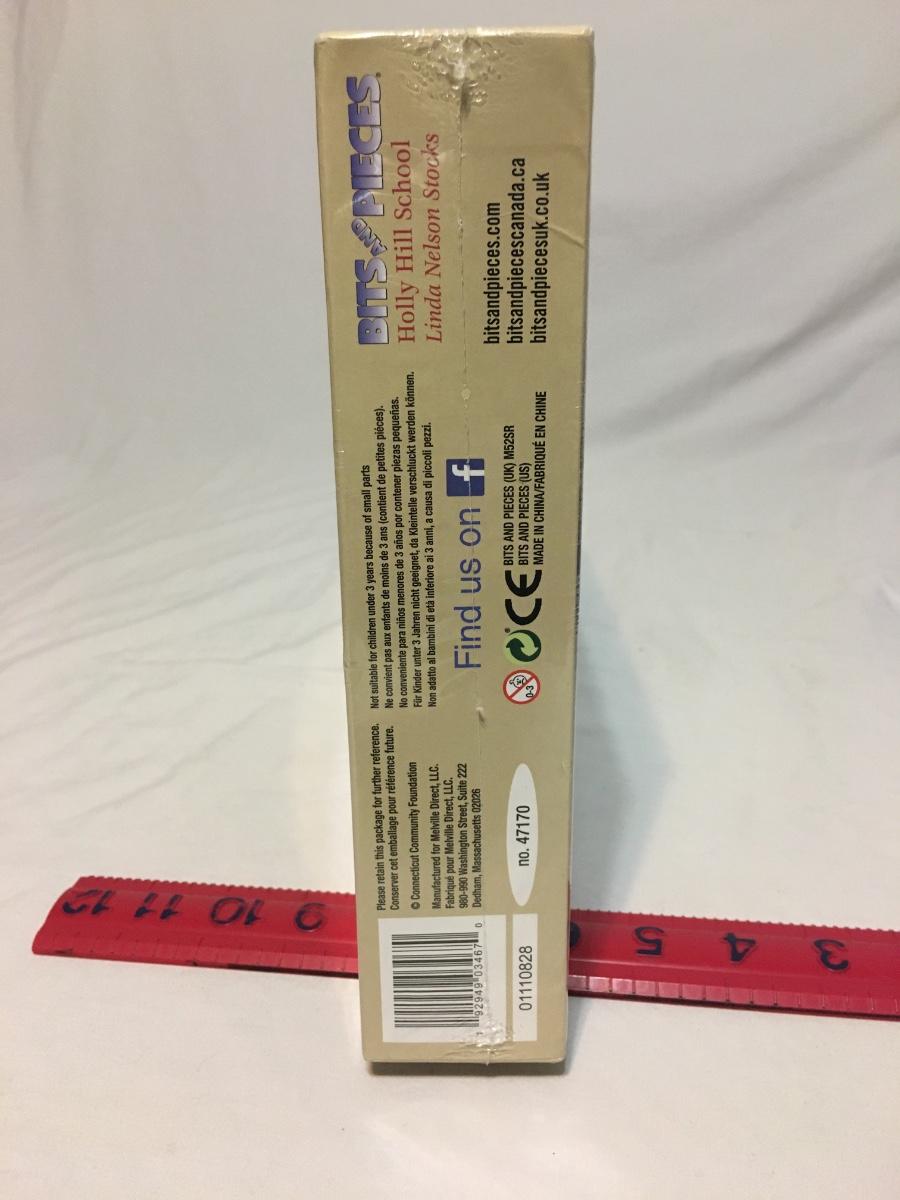 BITS AND PIECES
Holly Hill School
Linda Nelson Stocks
bitsandpieces.com
bitsandpiecescanada.ca
bitsandpiecesuk.co.uk
Not suitable for children under 3 years because of small parts
Ne convient pas aux enfants de moins de 3 ans (contient de petites pièces).
No conveniente para niños menores de 3 años por contener piezas pequeñas.
Für Kinder unter 3 Jahren nicht geeignet, da Kleintelle verschluckt werden können.
Non adatto al bambini di età inferiore ai 3 anni, a causa di piccoli pezzi.
Find us on f
0-3
CE
BITS AND PIECES (UK) M52SR
BITS AND PIECES (US)
MADE IN CHINA/FABRIQUÉ EN CHINE
Please retain this package for further reference.
Conserver cet emballage pour référence future.
© Connecticut Community Foundation
Manufactured for Melville Direct, LLC.
Fabriqué pour Melville Direct, LLC.
980-990 Washington Street, Suite 222
Dedham, Massachusetts 02026
no. 47170
92949 03467 0
01110828
12 11 10 9 5 4 3